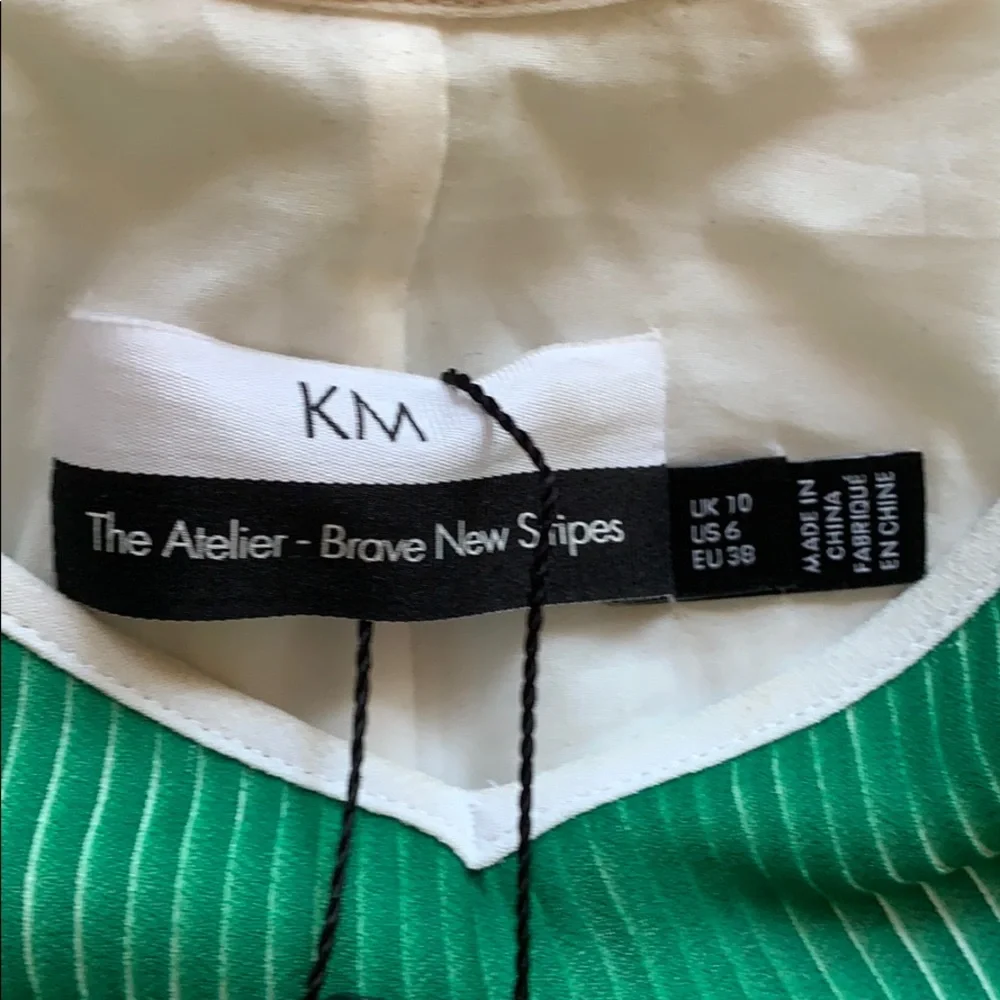 KM
The Atelier - Brave New Stripes
UK 10
US 6
EU 38
MADE IN
CHINA
FABRIQUÉ
EN CHINE